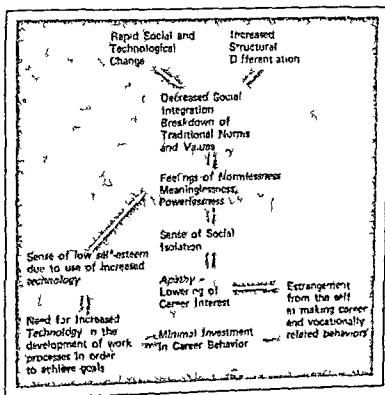 Rapid Social and
Technological
Change
Increased
Structural
Differentiation
Decreased Social
Integration
Breakdown of
Traditional Norms
and Values
Feelings of Normlessness
Meaninglessness,
Powerlessness
Sense of Social
Isolation
Sense of low self-esteem
due to use of increased
technology
Apathy
Lowering of
Career Interest
Estrangement
from the self
as making career
and vocationally
related behaviors
Need for Increased
Technology in the
development of work
processes in order
to achieve goals
Minimal Investment
in Career Behavior